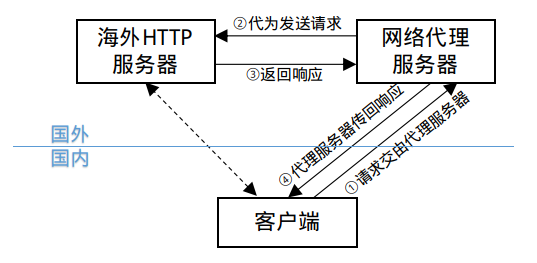 ②代为发送请求
海外HTTP
服务器
网络代理
服务器
③返回响应
④代理服务器传回响应
①请求交由代理服务器
国外
国内
客户端